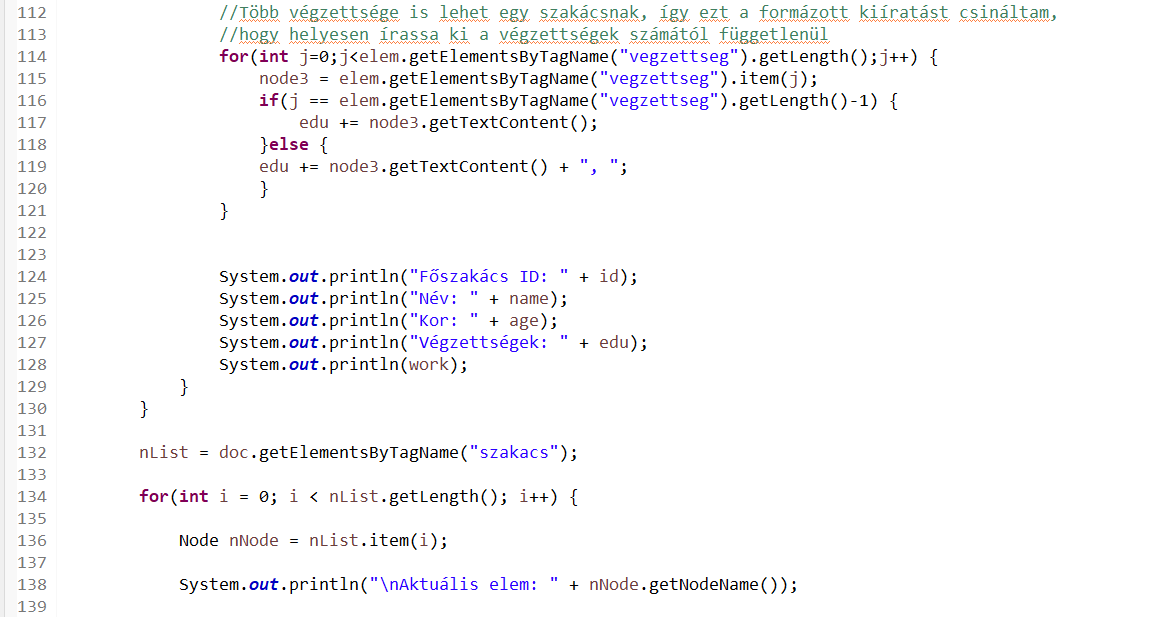 112 //Több végzettsége is lehet egy szakácsnak, így ezt a formázott kiíratást csináltam,
113 //hogy helyesen írassa ki a végzettségek számától függetlenül
114 for(int j=0;j<elem.getElementsByTagName("vegzettseg").getLength();j++) {
115 node3 = elem.getElementsByTagName("vegzettseg").item(j);
116 if(j == elem.getElementsByTagName("vegzettseg").getLength()-1) {
117 edu += node3.getTextContent();
118 }else {
119 edu += node3.getTextContent() + ", ";
120 }
121 }
122
123
124 System.out.println("Főszakács ID: " + id);
125 System.out.println("Név: " + name);
126 System.out.println("Kor: " + age);
127 System.out.println("Végzettségek: " + edu);
128 System.out.println(work);
129 }
130 }
131
132 nList = doc.getElementsByTagName("szakacs");
133
134 for(int i = 0; i < nList.getLength(); i++) {
135
136 Node nNode = nList.item(i);
137
138 System.out.println("\nAktuális elem: " + nNode.getNodeName());
139